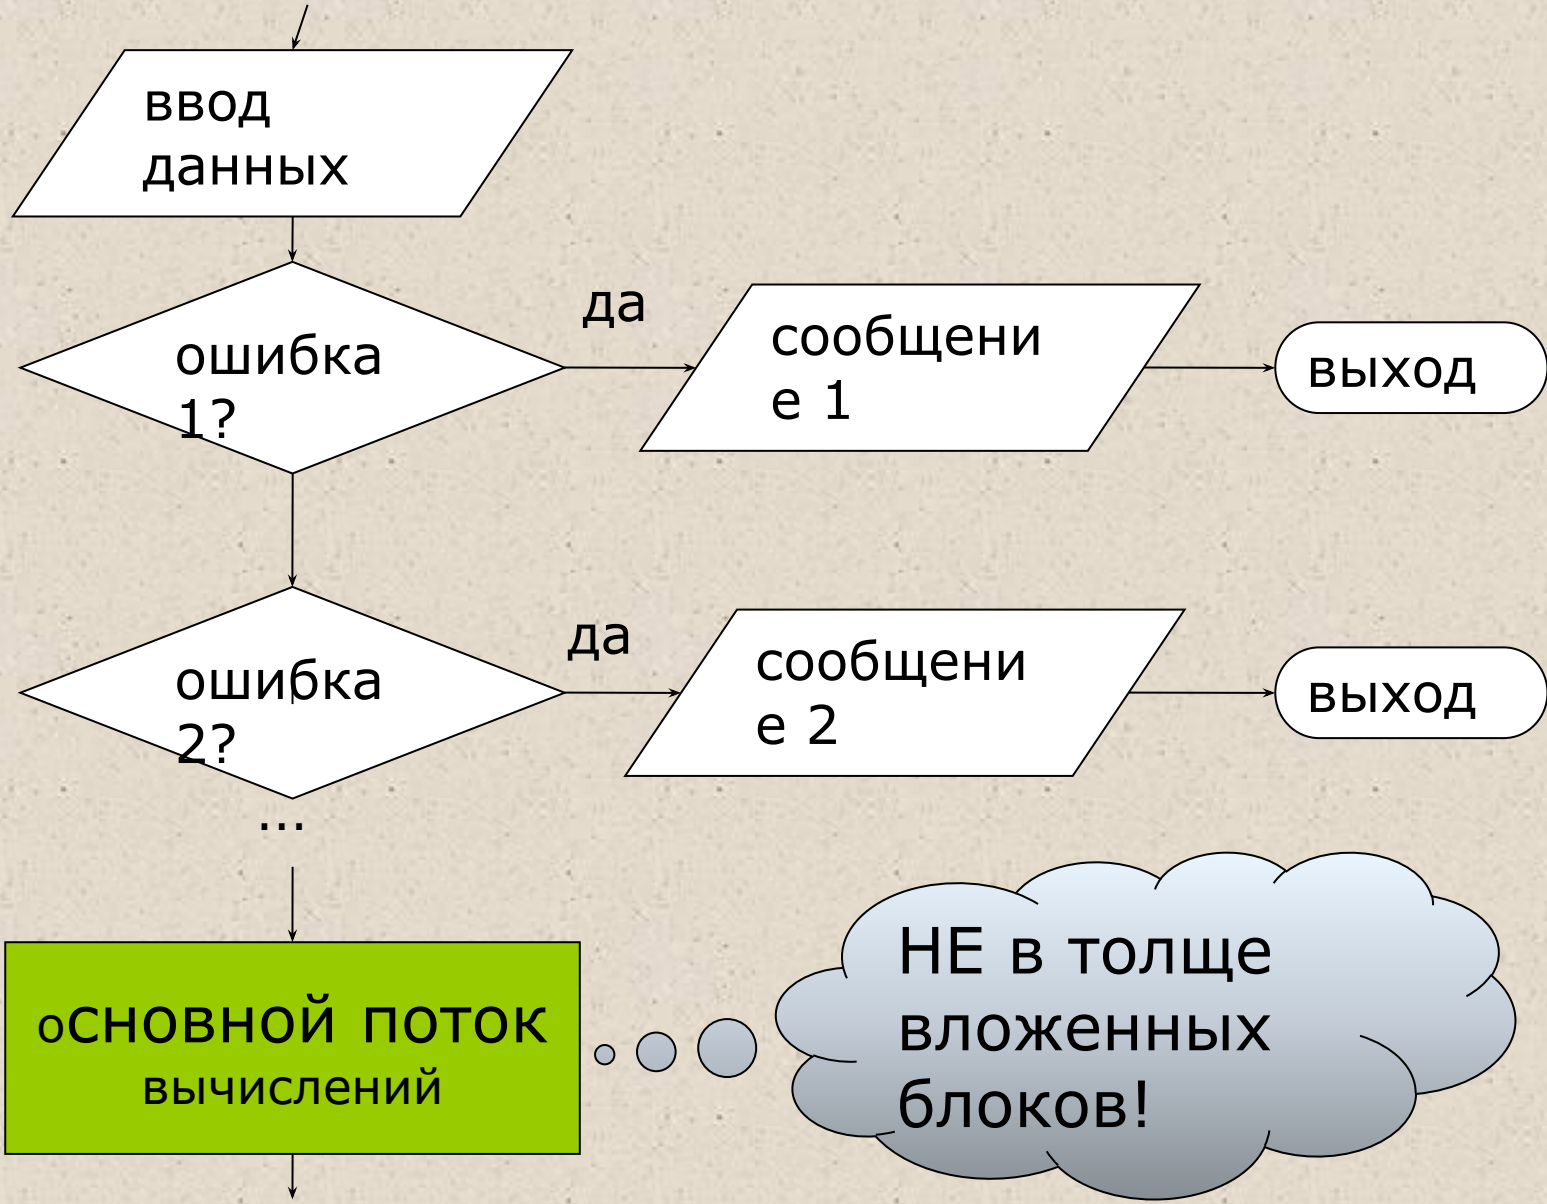 ввод
данных
да
ошибка
1?
сообщени
е 1
выход
да
ошибка
2?
сообщени
е 2
выход
...
основной поток
вычислений
НЕ в толще
вложенных
блоков!